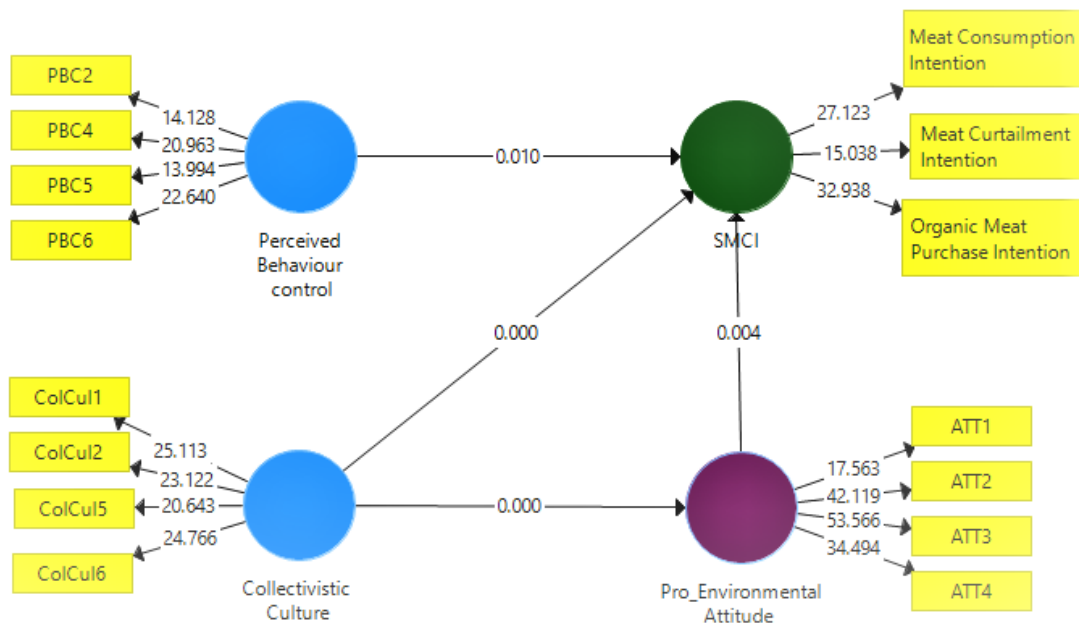 PBC2
PBC4
PBC5
PBC6
14.128
20.963
13.994
22.640
Perceived
Behaviour
control
0.010
SMCI
27.123
15.038
32.938
Meat Consumption
Intention
Meat Curtailment
Intention
Organic Meat
Purchase Intention
0.000
0.004
ColCul1
ColCul2
ColCul5
ColCul6
25.113
23.122
20.643
24.766
Collectivistic
Culture
0.000
Pro_Environmental
Attitude
17.563
42.119
53.566
34.494
ATT1
ATT2
ATT3
ATT4